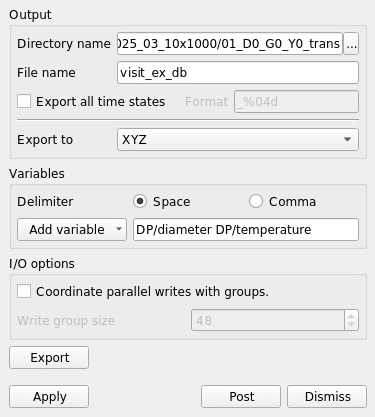 Output
Directory name 025_03_10x1000/01_D0_G0_Y0_trans ...
File name visit_ex_db
Export all time states Format _%04d
Export to XYZ
Variables
Delimiter Space Comma
Add variable DP/diameter DP/temperature
I/O options
Coordinate parallel writes with groups.
Write group size 48
Export
Apply Post Dismiss